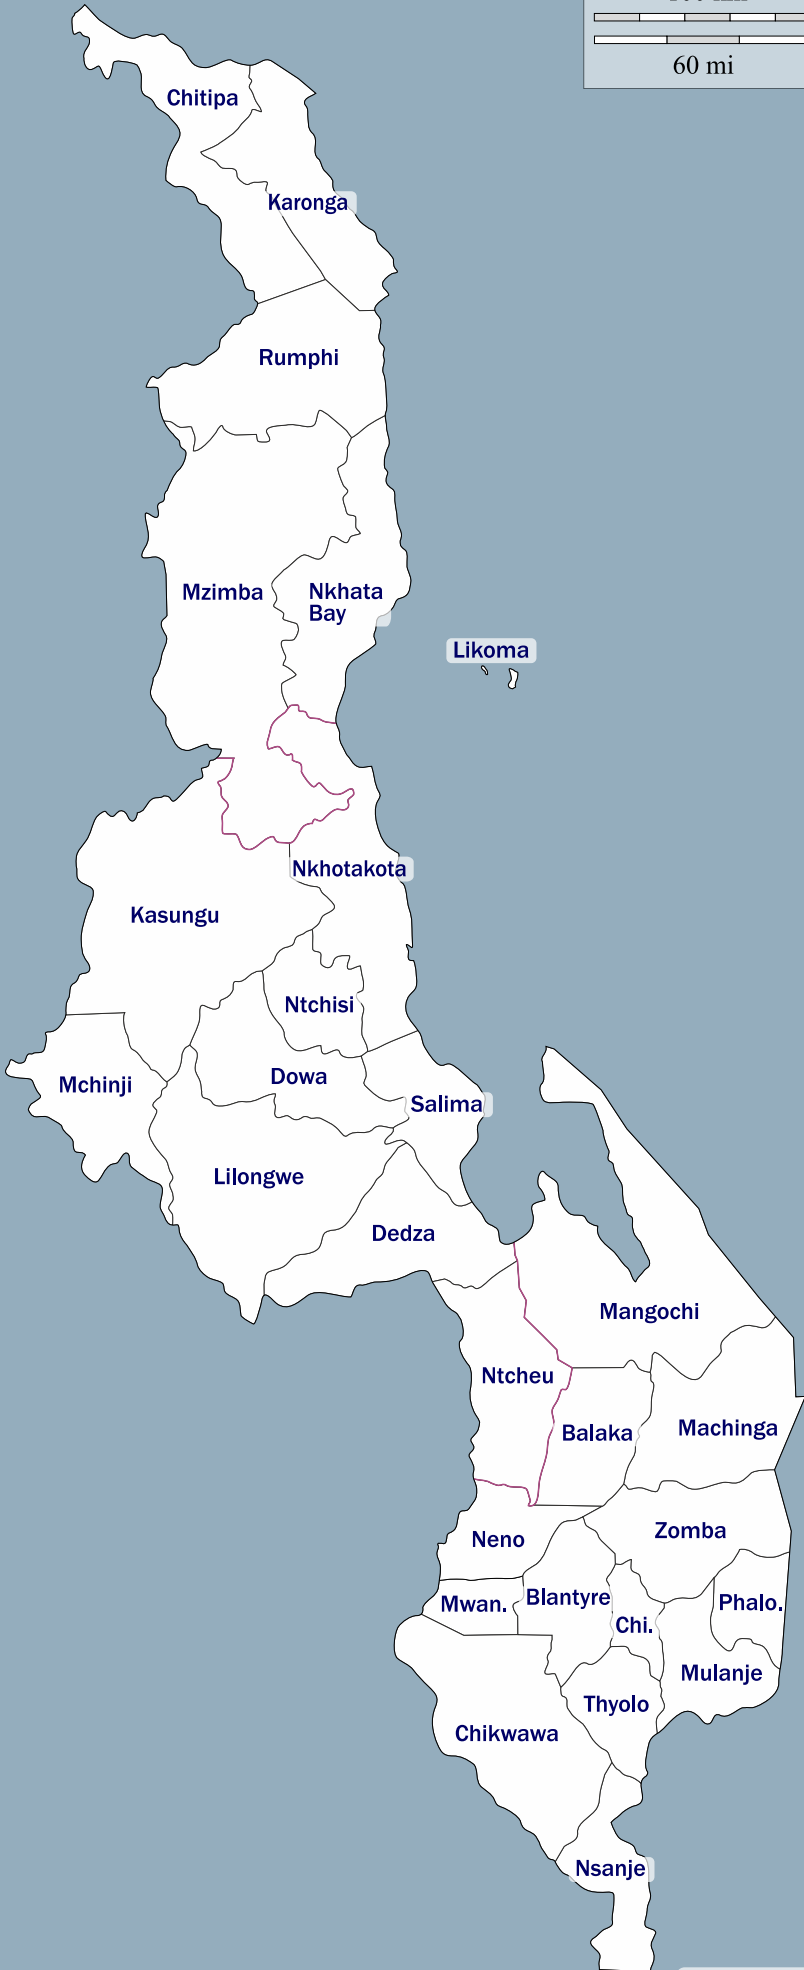 60 mi
Chitipa
Karonga
Rumphi
Mzimba
Nkhata
Bay
Likoma
Nkhotakota
Kasungu
Ntchisi
Dowa
Mchinji
Salima
Lilongwe
Dedza
Mangochi
Ntcheu
Balaka
Machinga
Zomba
Neno
Blantyre
Mwan.
Phalo.
Chi.
Mulanje
Thyolo
Chikwawa
Nsanje